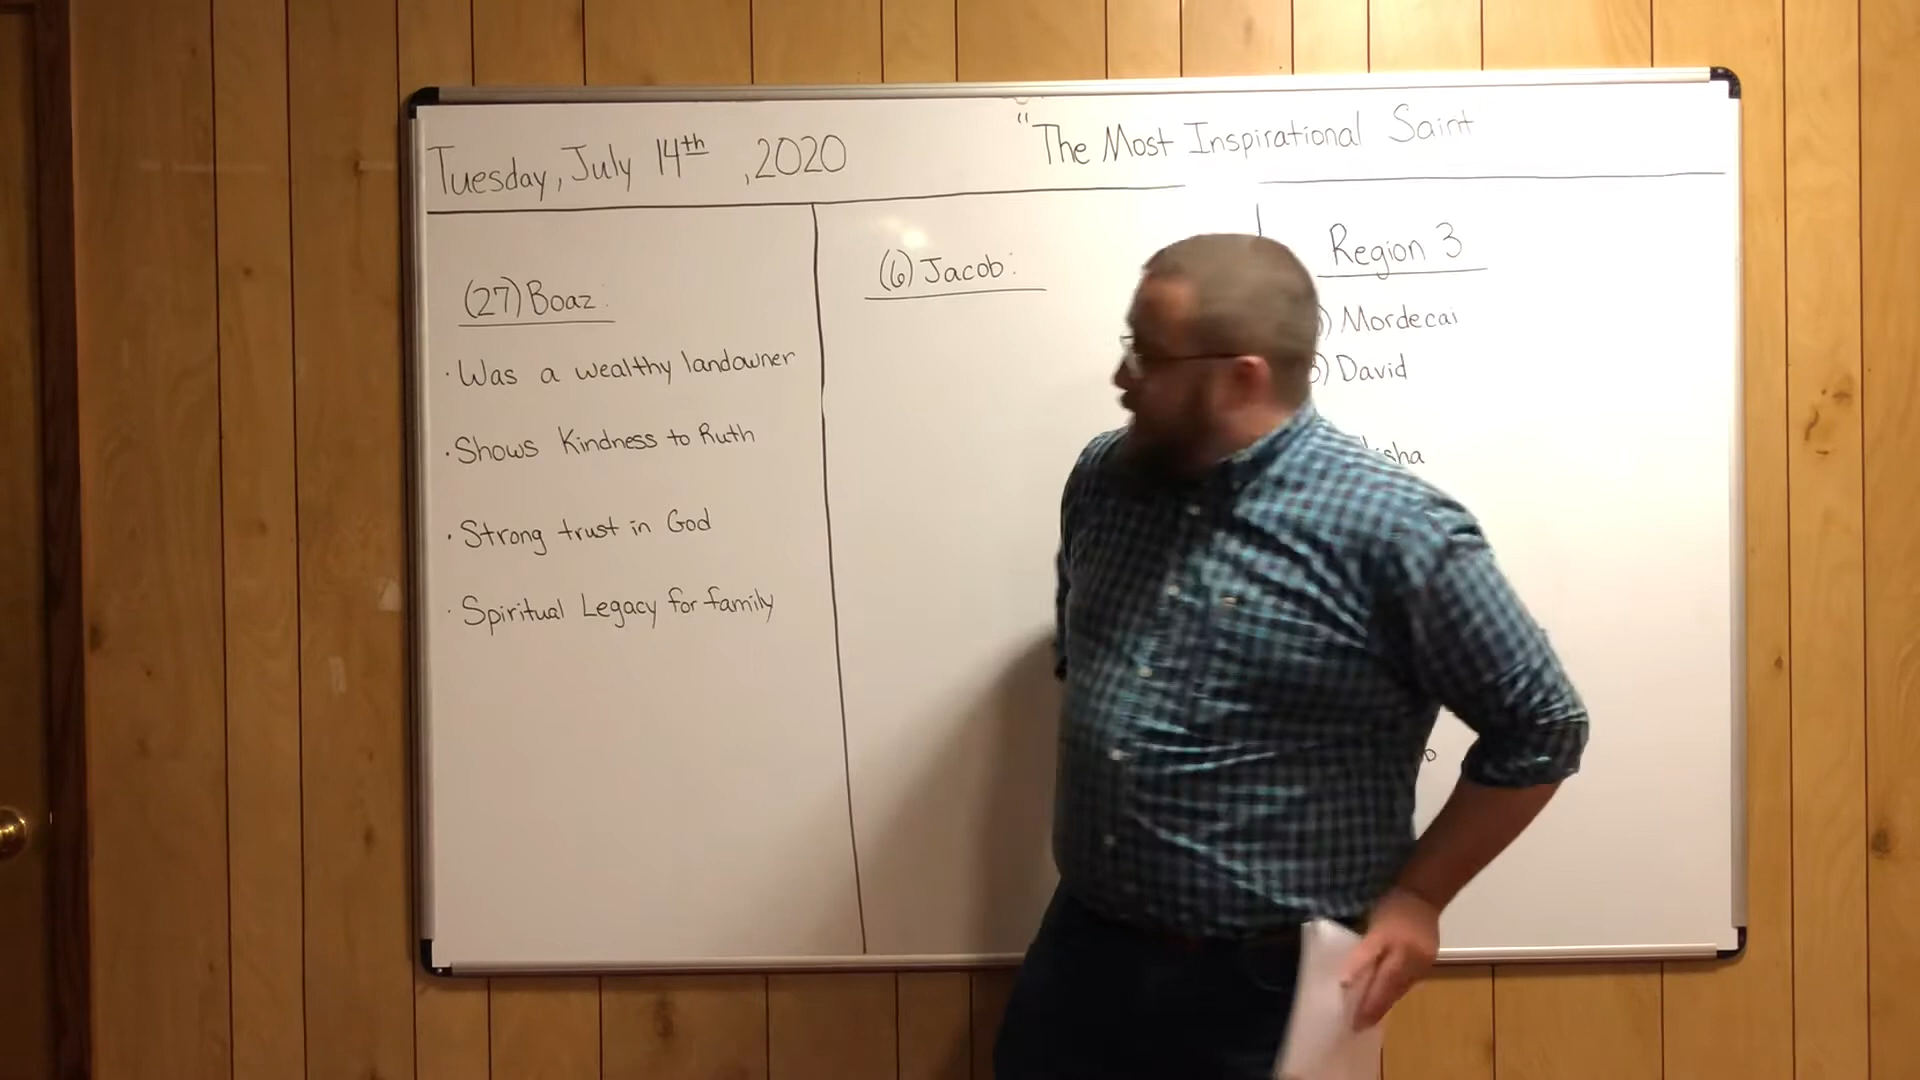 Tuesday, July 14th, 2020
"The Most Inspirational Saint
(27) Boaz:
· Was a wealthy landowner
· Shows Kindness to Ruth
· Strong trust in God
· Spiritual Legacy for family
(6) Jacob:
Region 3
) Mordecai
) David